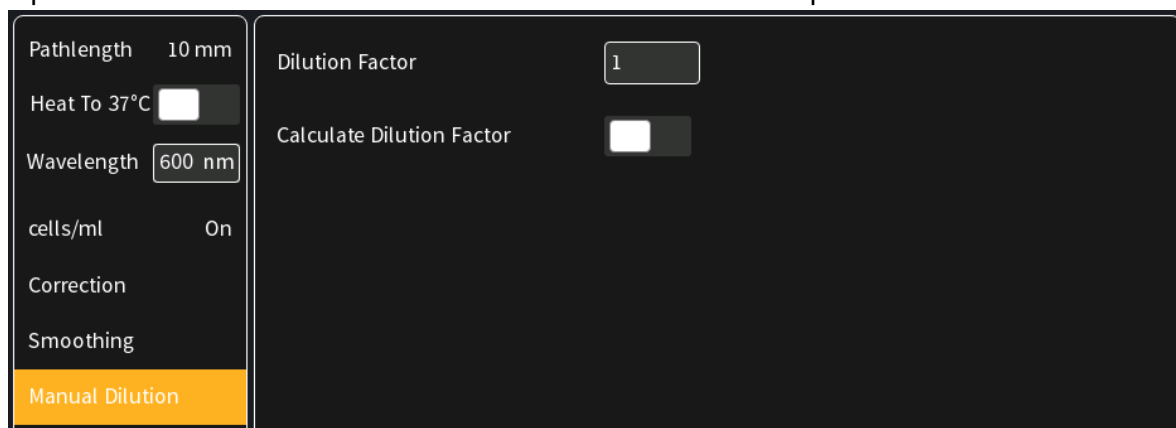 Pathlength 10 mm
Heat To 37°C
Wavelength 600 nm
cells/ml On
Correction
Smoothing
Manual Dilution
Dilution Factor 1
Calculate Dilution Factor